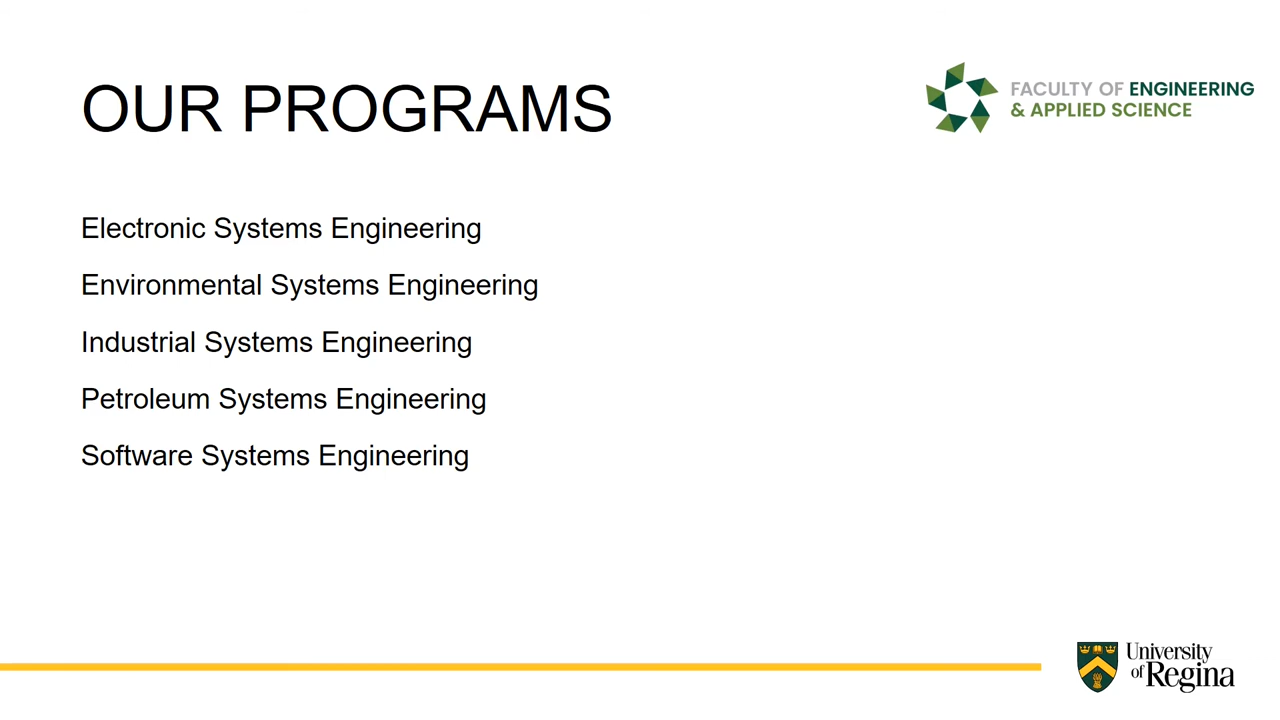 OUR PROGRAMS
FACULTY OF ENGINEERING
& APPLIED SCIENCE
Electronic Systems Engineering
Environmental Systems Engineering
Industrial Systems Engineering
Petroleum Systems Engineering
Software Systems Engineering
University
of Regina